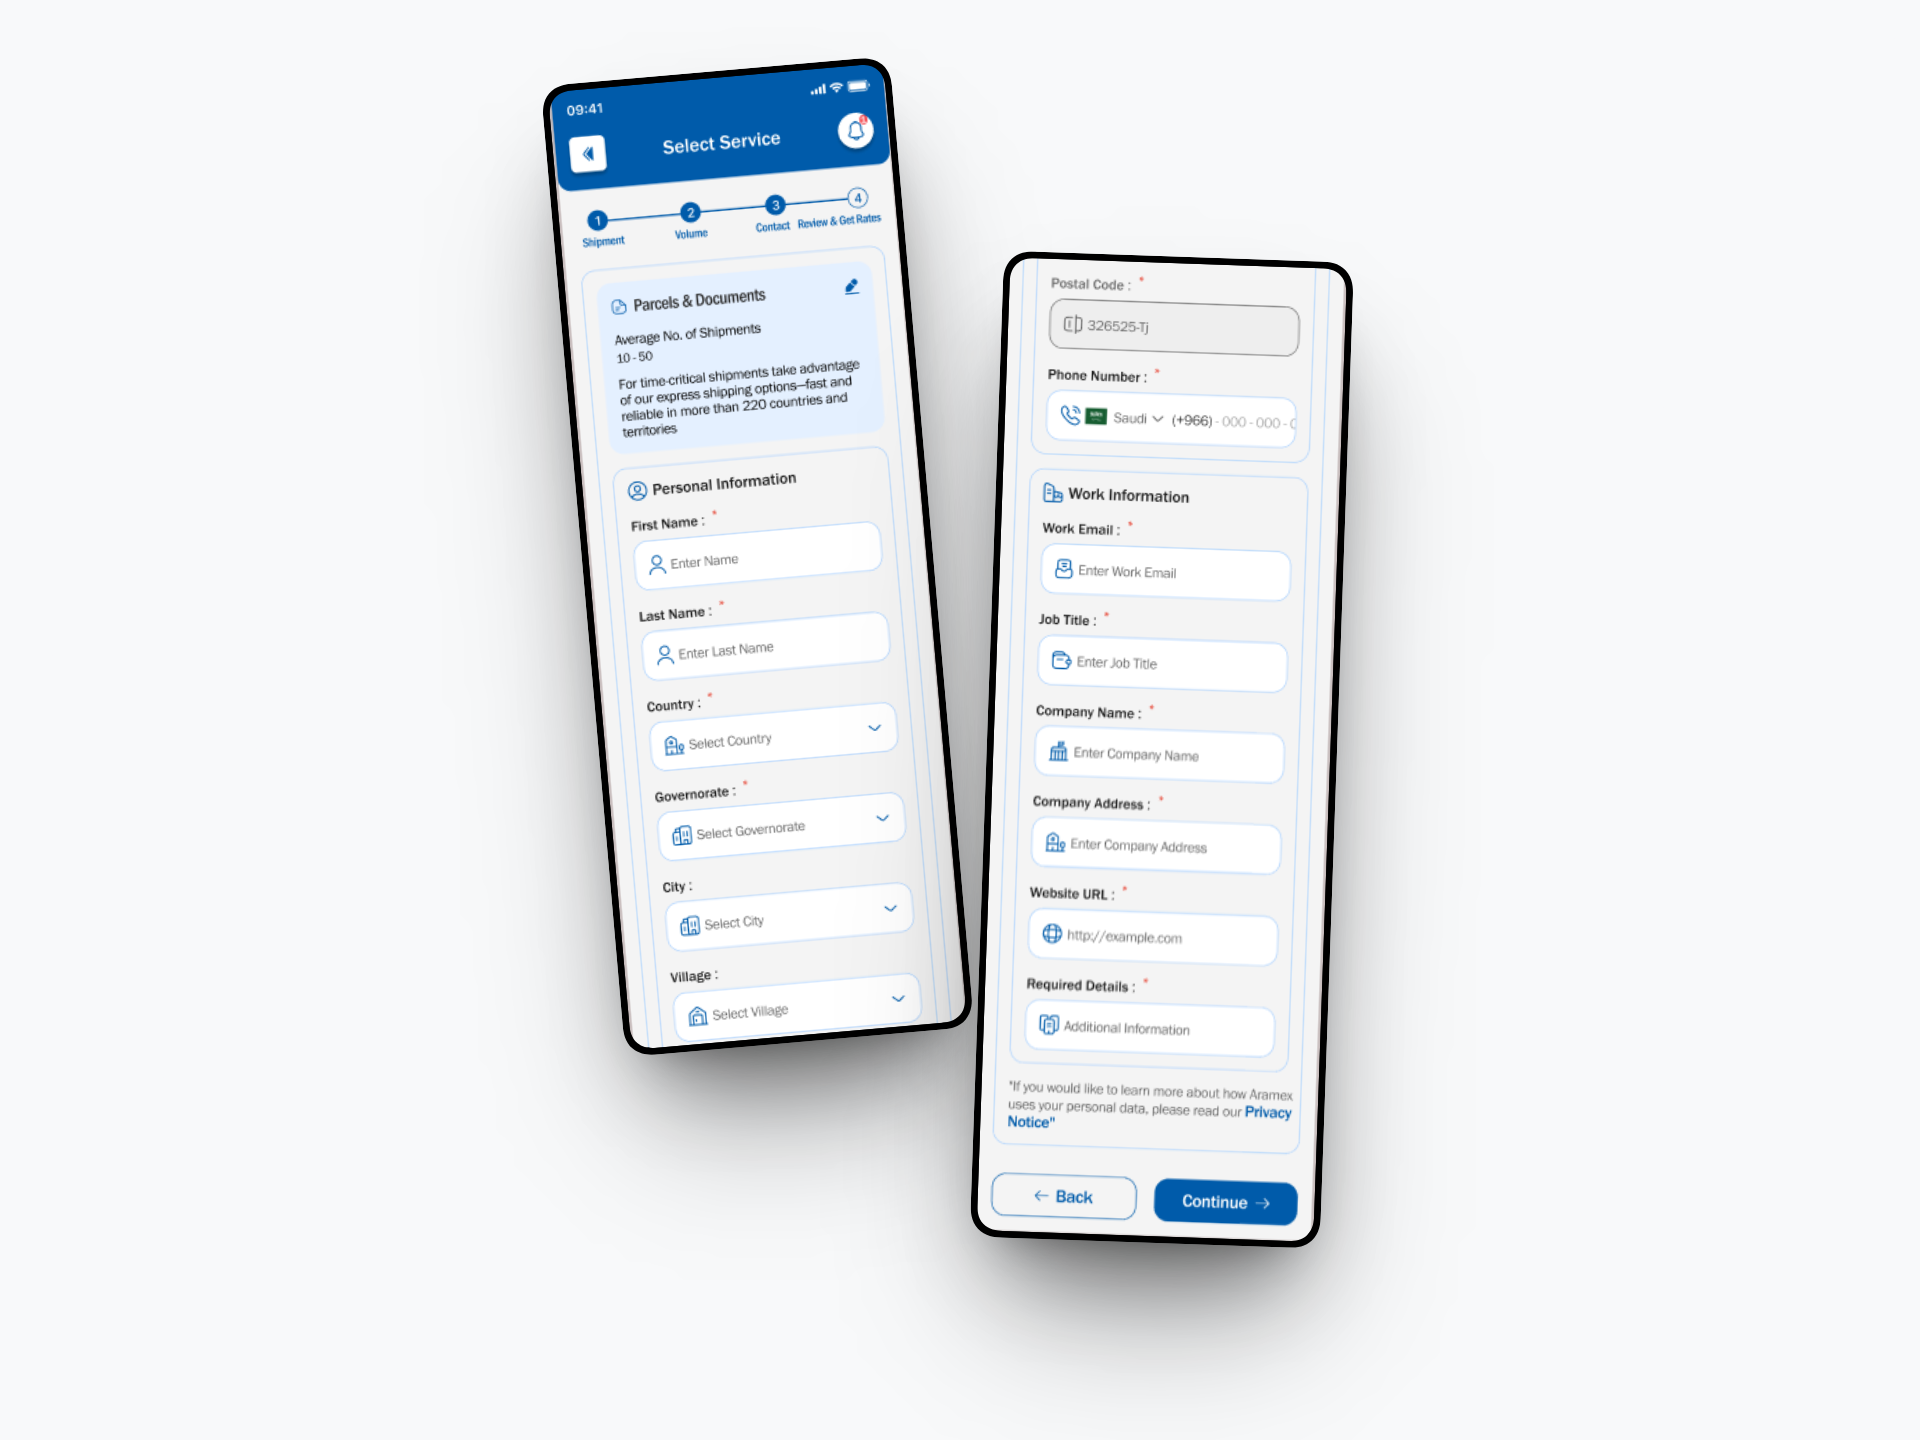 09:41
Select Service
1
1
2
3
4
Shipment
Volume
Contact
Review & Get Rates
Parcels & Documents
Average No. of Shipments
10 - 50
For time-critical shipments take advantage
of our express shipping options—fast and
reliable in more than 220 countries and
territories
Personal Information
First Name : *
Enter Name
Last Name : *
Enter Last Name
Country : *
Select Country
Governorate : *
Select Governorate
City :
Select City
Village :
Select Village
Postal Code : *
326525-Tj
Phone Number : *
Saudi (+966) - 000 - 000 - 0
Work Information
Work Email : *
Enter Work Email
Job Title : *
Enter Job Title
Company Name : *
Enter Company Name
Company Address : *
Enter Company Address
Website URL : *
http://example.com
Required Details : *
Additional Information
"If you would like to learn more about how Aramex
uses your personal data, please read our Privacy
Notice"
Back
Continue